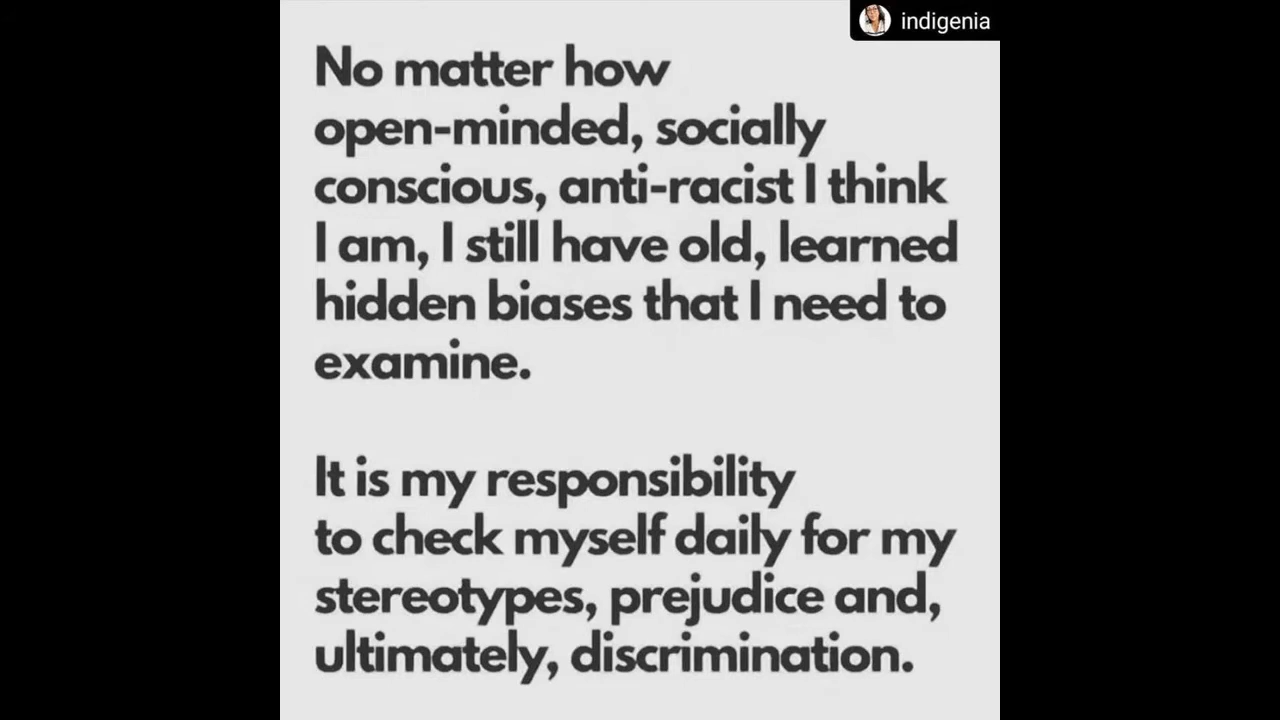 indigenia
No matter how
open-minded, socially
conscious, anti-racist I think
I am, I still have old, learned
hidden biases that I need to
examine.
It is my responsibility
to check myself daily for my
stereotypes, prejudice and,
ultimately, discrimination.